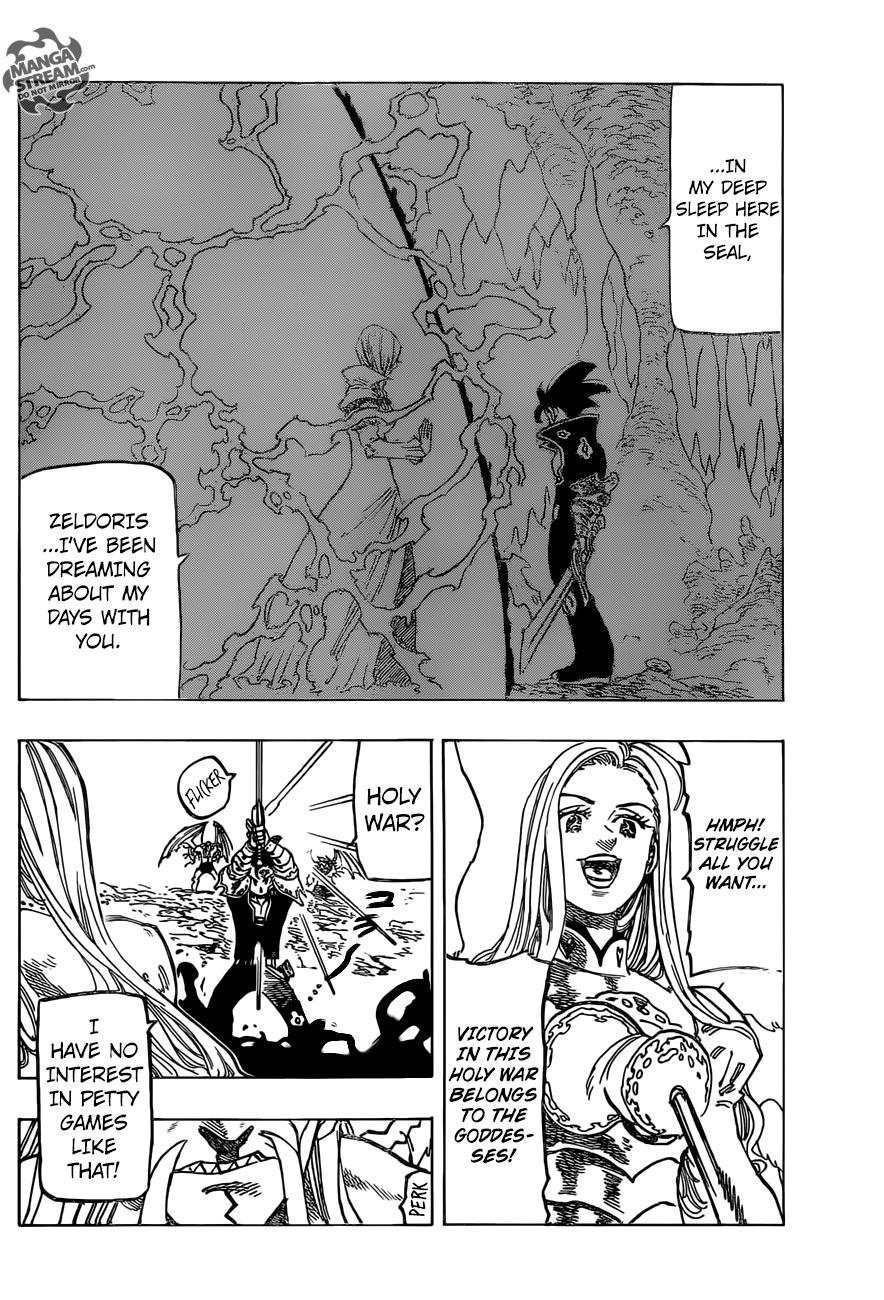 MANGA
STREAM.com
DO NOT MIRROR
...IN
MY DEEP
SLEEP HERE
IN THE
SEAL,
ZELDORIS
...I'VE BEEN
DREAMING
ABOUT MY
DAYS WITH
YOU.
HMPH!
STRUGGLE
ALL YOU
WANT...
VICTORY
IN THIS
HOLY WAR
BELONGS
TO THE
GODDES-
SES!
HOLY
WAR?
FLICKER
I
HAVE NO
INTEREST
IN PETTY
GAMES
LIKE
THAT!
PERK